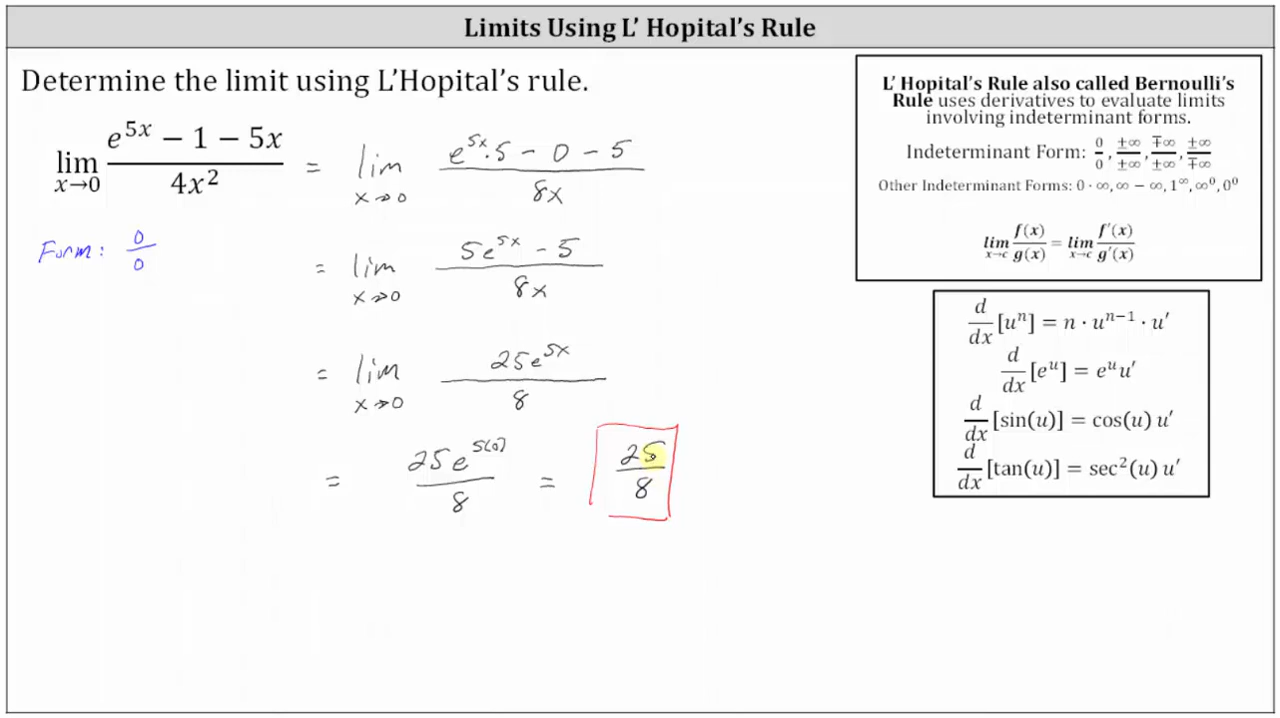 Limits Using L' Hopital's Rule
Determine the limit using L'Hopital's rule.
lim x→0 (e^{5x} − 1 − 5x)/(4x²) = lim x→0 (e^{5x}·5 − 0 − 5)/(8x)
Form: 0/0
= lim x→0 (5e^{5x} − 5)/(8x)
= lim x→0 (25e^{5x})/(8)
= (25e^{5(0)})/(8) = 25/8
L' Hopital's Rule also called Bernoulli's
Rule uses derivatives to evaluate limits
involving indeterminant forms.
Indeterminant Form: 0/0, ±∞/±∞, ∓∞/±∞, ±∞/∓∞
Other Indeterminant Forms: 0 · ∞, ∞ − ∞, 1^∞, ∞^0, 0^0
lim x→c f(x)/g(x) = lim x→c f′(x)/g′(x)
d/dx [u^n] = n · u^{n−1} · u′
d/dx [e^u] = e^u u′
d/dx [sin(u)] = cos(u) u′
d/dx [tan(u)] = sec²(u) u′